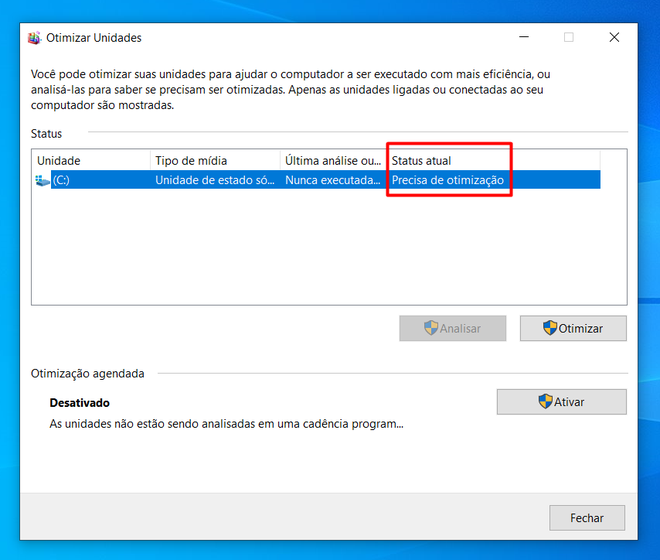 Otimizar Unidades
Você pode otimizar suas unidades para ajudar o computador a ser executado com mais eficiência, ou
analisá-las para saber se precisam ser otimizadas. Apenas as unidades ligadas ou conectadas ao seu
computador são mostradas.
Status
Unidade Tipo de mídia Última análise ou... Status atual
(C:) Unidade de estado só... Nunca executada... Precisa de otimização
Analisar Otimizar
Otimização agendada
Desativado Ativar
As unidades não estão sendo analisadas em uma cadência program...
Fechar